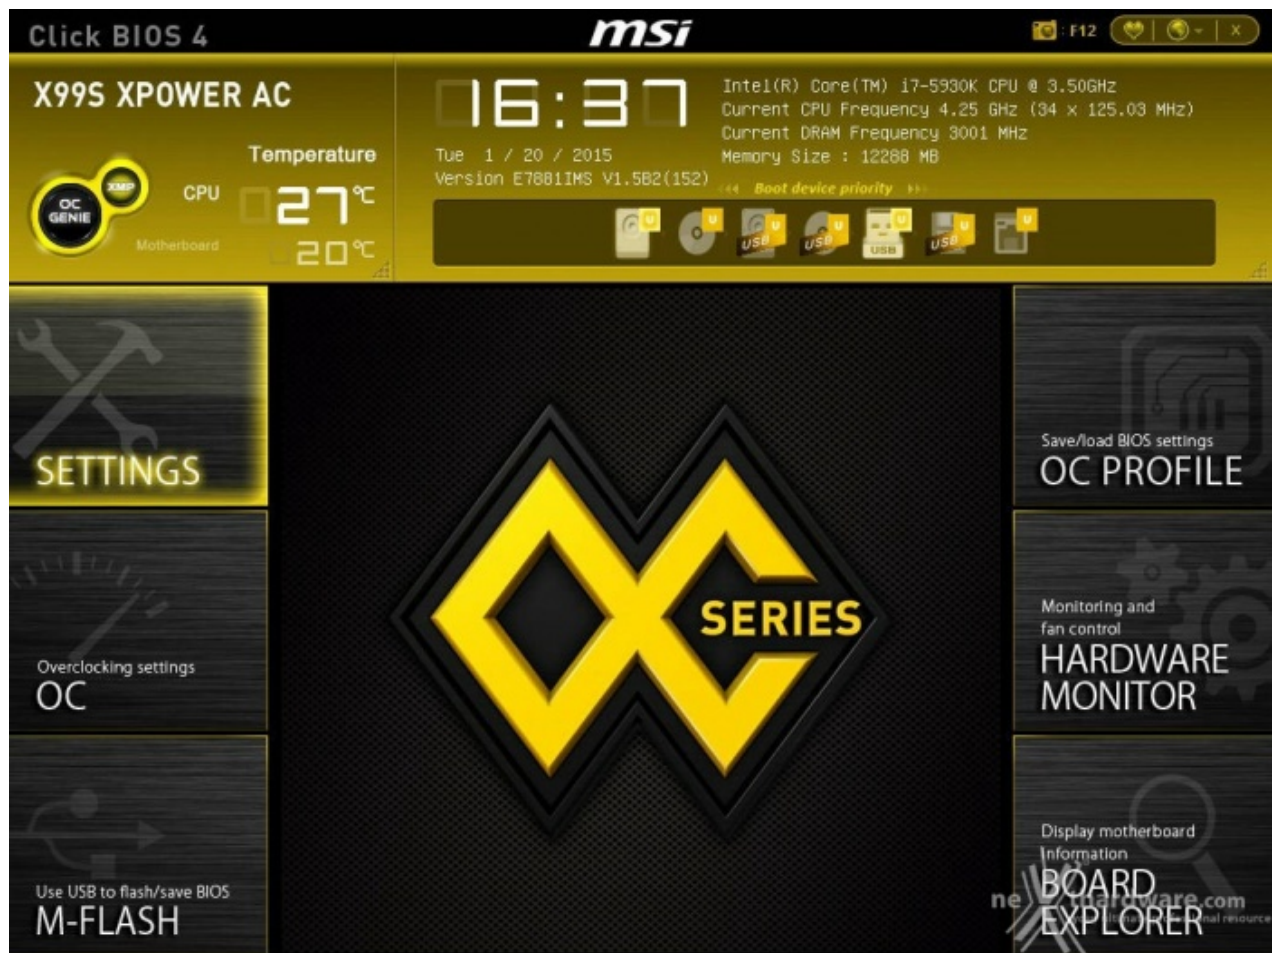 Click BIOS 4
msi
: F12
X
X99S XPOWER AC
16:37
Intel(R) Core(TM) i7-5930K CPU @ 3.50GHz
Current CPU Frequency 4.25 GHz (34 x 125.03 MHz)
Current DRAM Frequency 3001 MHz
Memory Size : 12288 MB
Temperature
Tue 1 / 20 / 2015
Version E7881IMS V1.5B2(152)
Boot device priority
OC
GENIE
XMP
CPU
27°C
Motherboard
20°C
U
U
U
USB
U
USB
U
USB
U
USB
U
SETTINGS
Save/load BIOS settings
OC PROFILE
OC SERIES
Overclocking settings
OC
Monitoring and
fan control
HARDWARE
MONITOR
Use USB to flash/save BIOS
M-FLASH
Display motherboard
Information
BOARD
EXPLORER